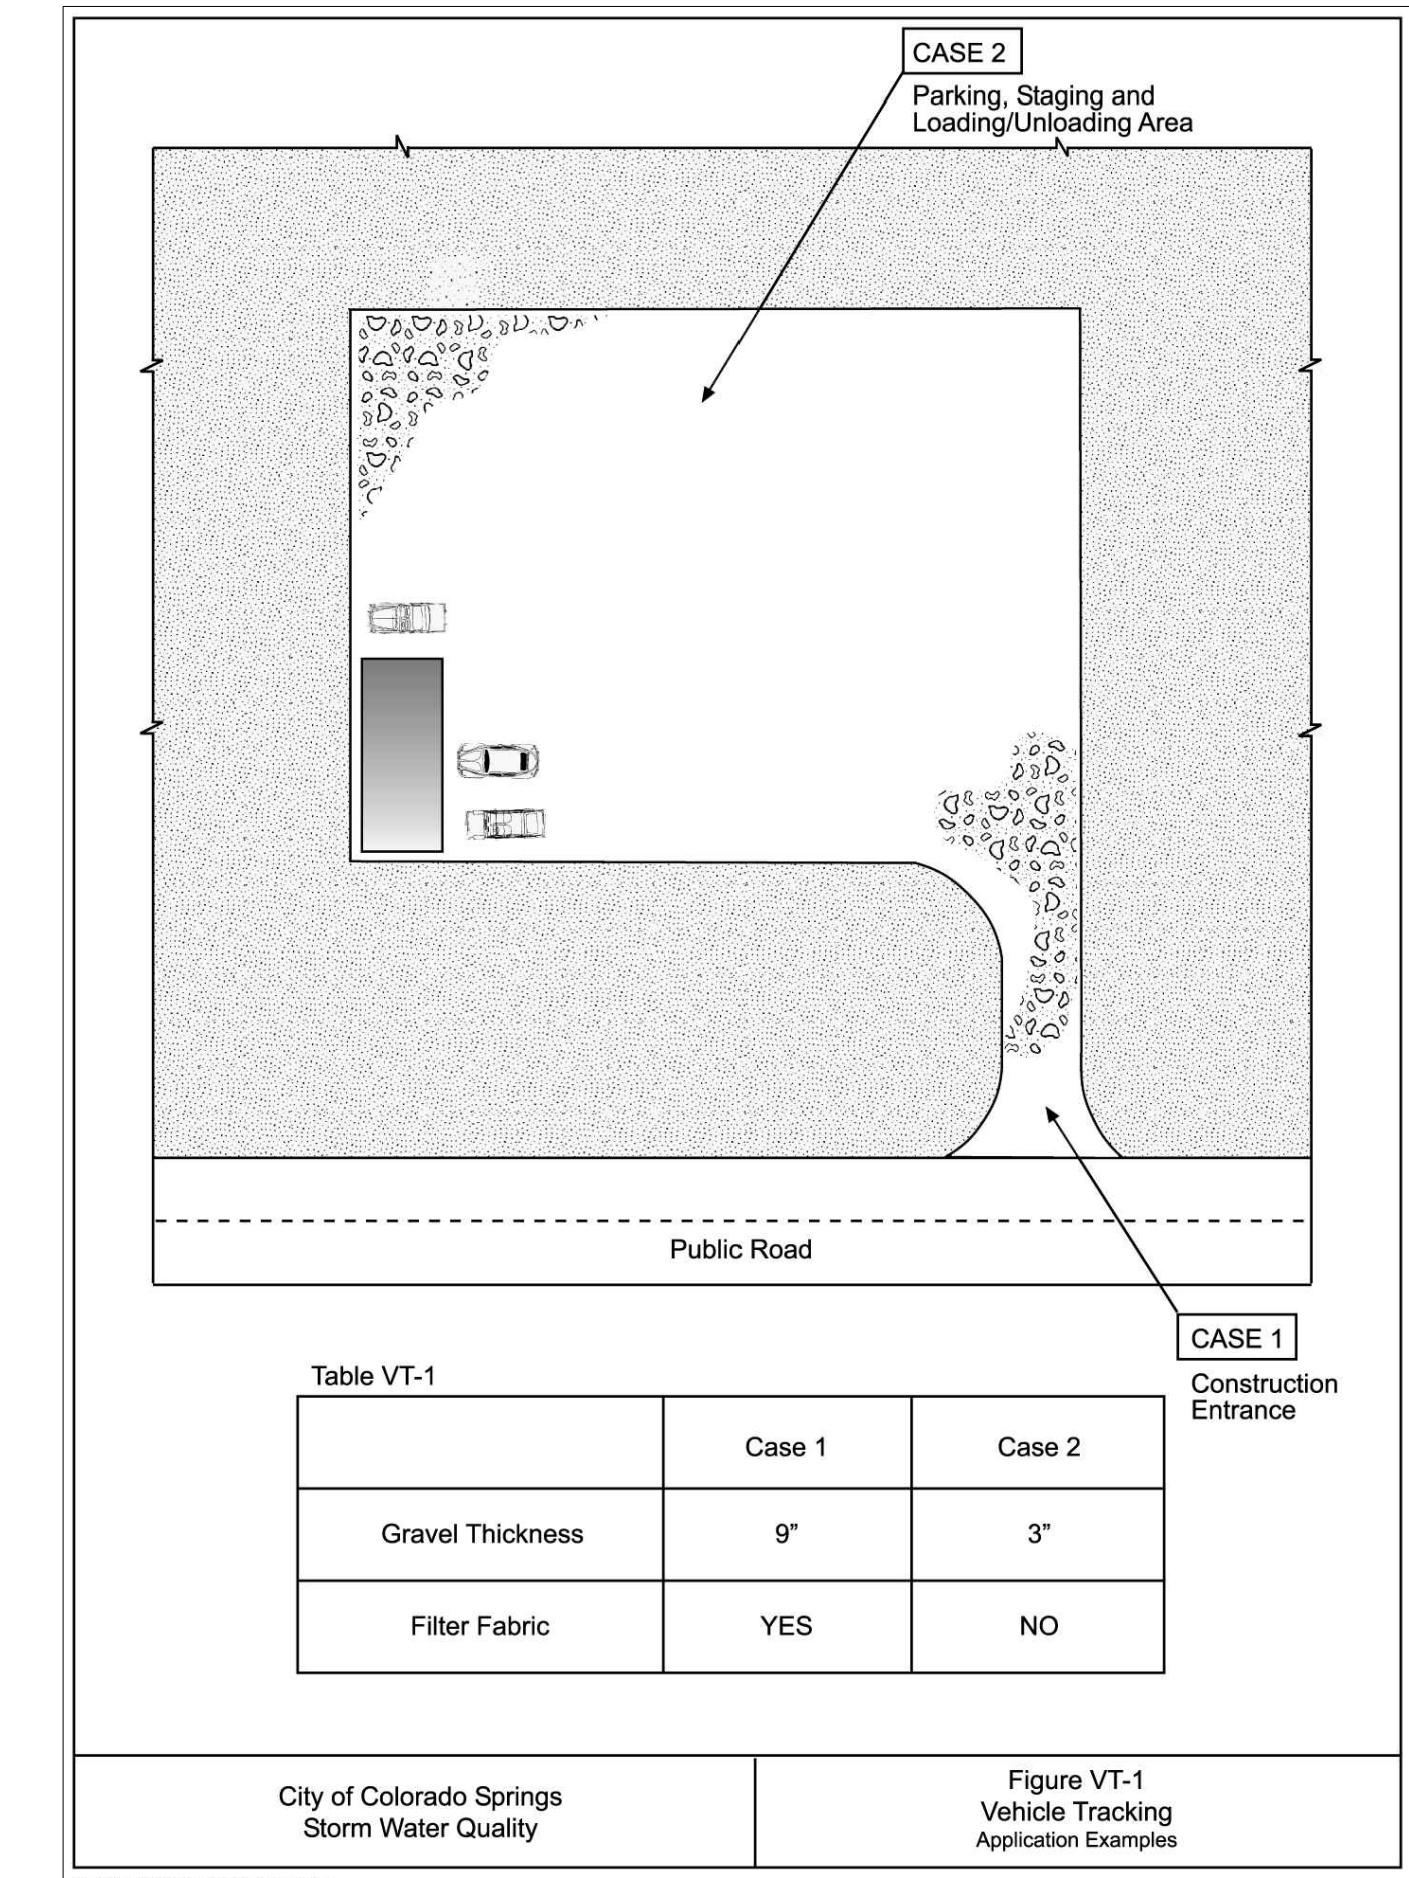 CASE 2
Parking, Staging and
Loading/Unloading Area
Public Road
CASE 1
Construction
Entrance
Table VT-1
Case 1 Case 2
Gravel Thickness 9” 3”
Filter Fabric YES NO
City of Colorado Springs
Storm Water Quality
Figure VT-1
Vehicle Tracking
Application Examples